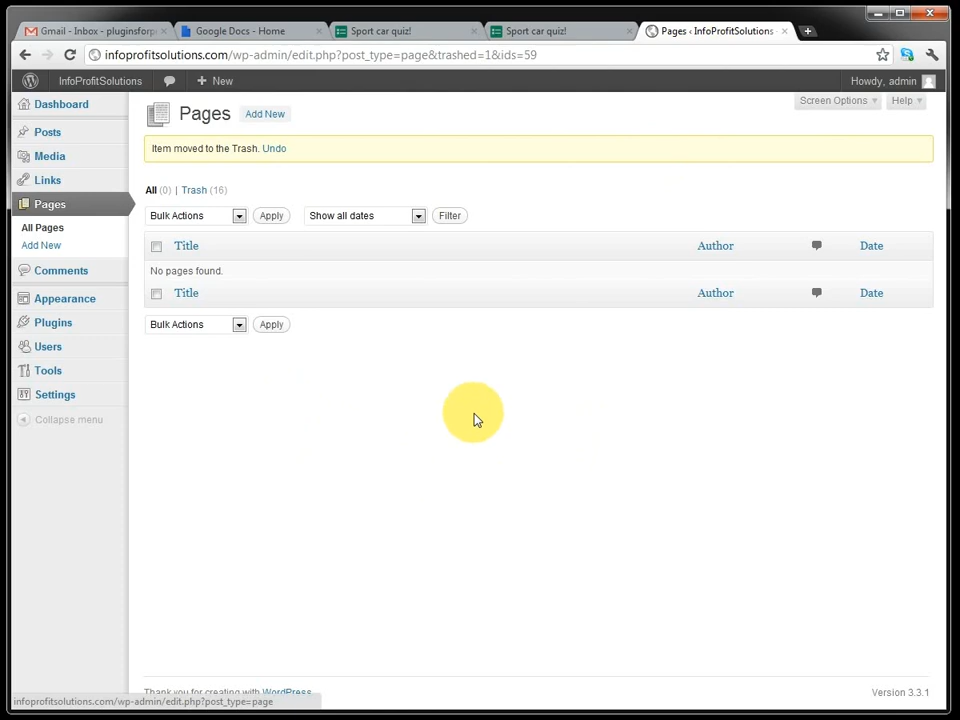 Gmail - Inbox - pluginsforp
Google Docs - Home
Sport car quiz!
Sport car quiz!
Pages ‹ InfoProfitSolutions
infoprofitsolutions.com/wp-admin/edit.php?post_type=page&trashed=1&ids=59
InfoProfitSolutions
New
Howdy, admin
Dashboard
Posts
Media
Links
Pages
All Pages
Add New
Comments
Appearance
Plugins
Users
Tools
Settings
Collapse menu
Screen Options
Help
Pages
Add New
Item moved to the Trash. Undo
All (0) | Trash (16)
Bulk Actions
Apply
Show all dates
Filter
Title
Author
Date
No pages found.
Title
Author
Date
Bulk Actions
Apply
Thank you for creating with WordPress
Version 3.3.1
infoprofitsolutions.com/wp-admin/edit.php?post_type=page